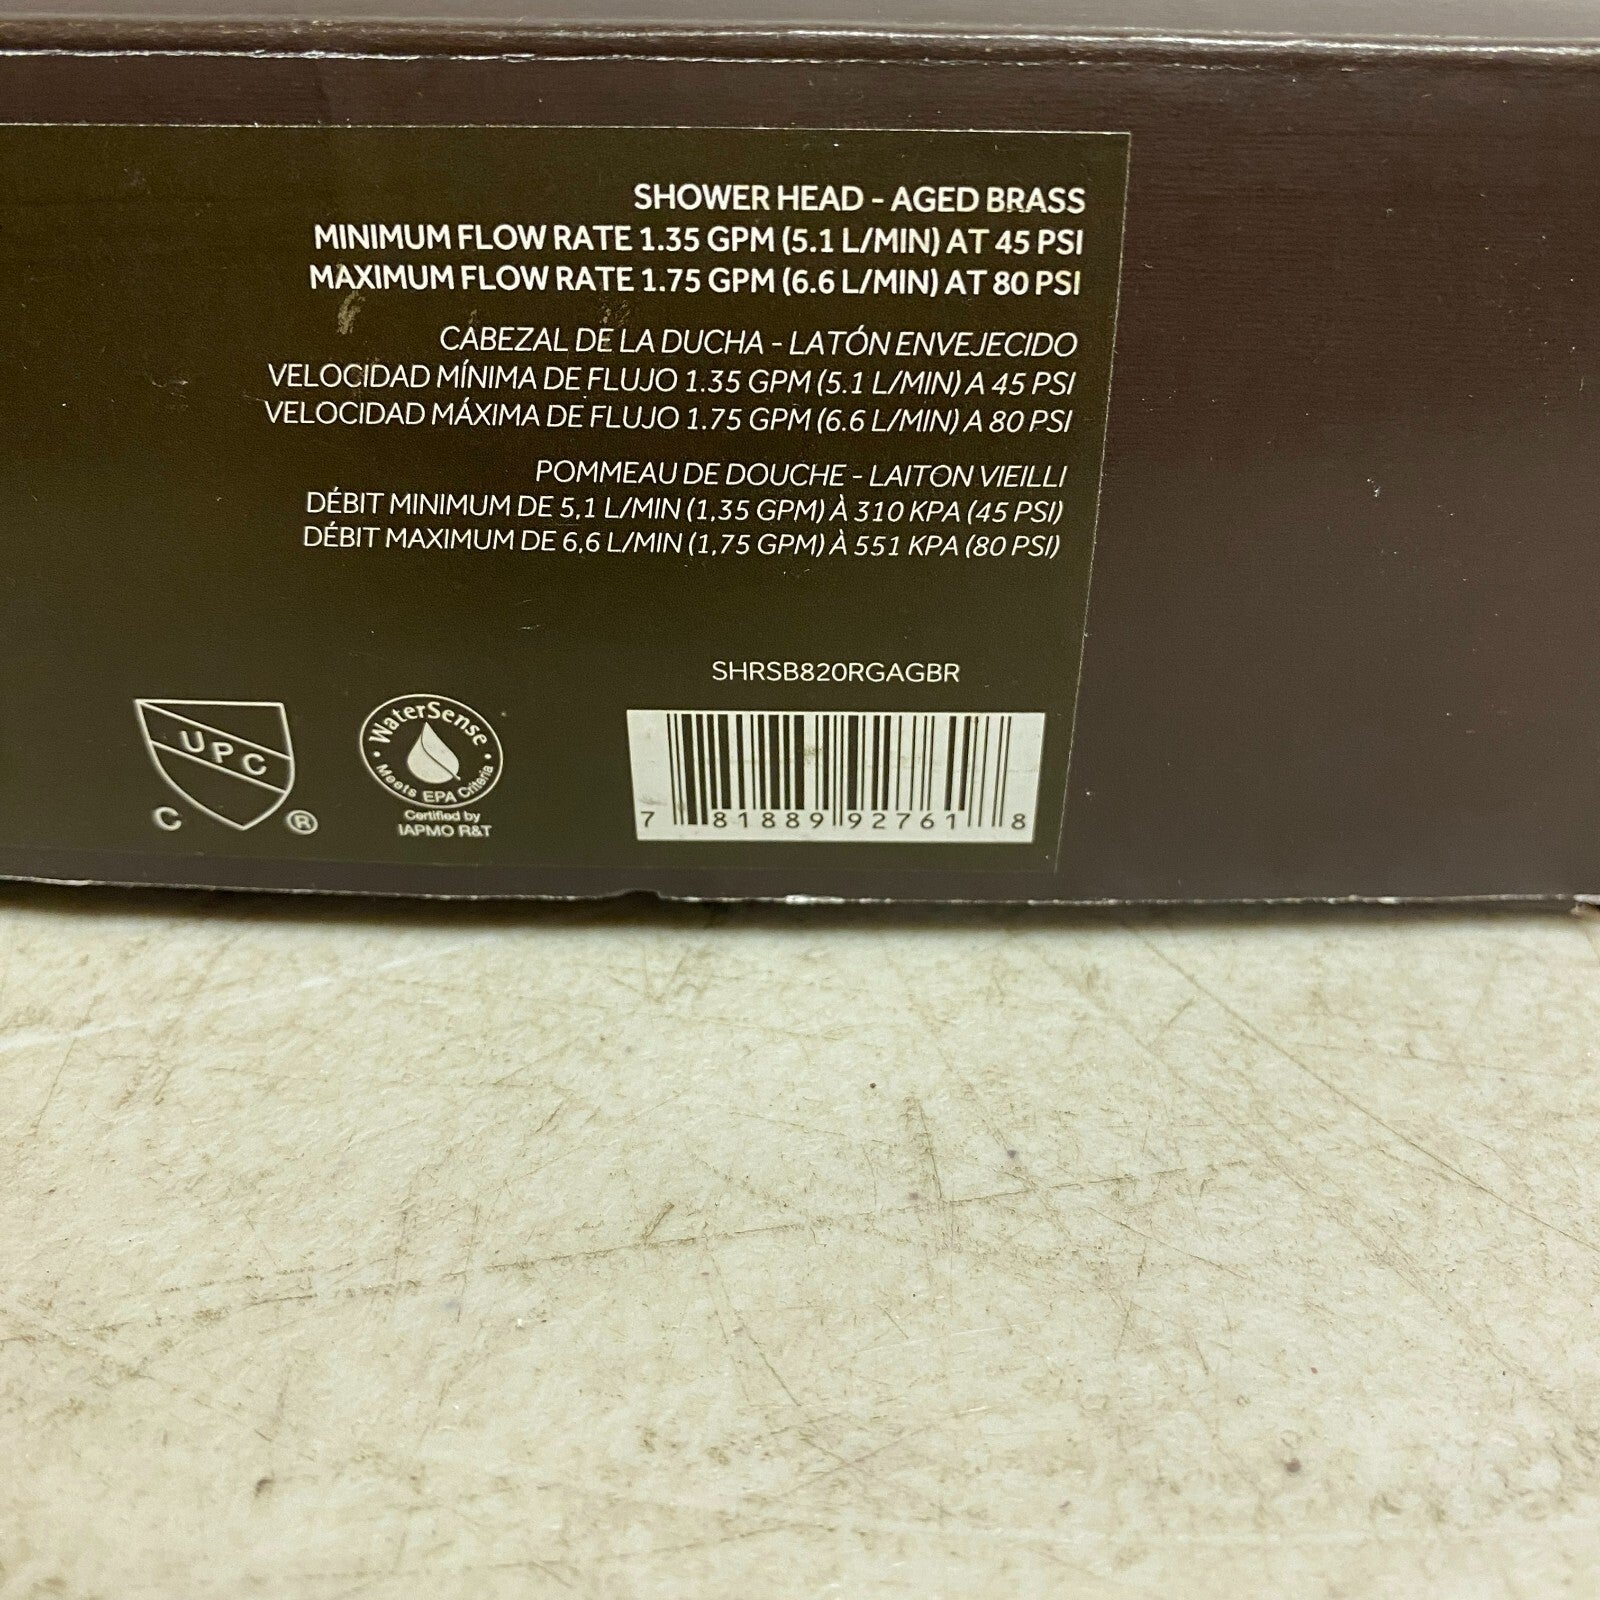 SHOWER HEAD - AGED BRASS
MINIMUM FLOW RATE 1.35 GPM (5.1 L/MIN) AT 45 PSI
MAXIMUM FLOW RATE 1.75 GPM (6.6 L/MIN) AT 80 PSI
CABEZAL DE LA DUCHA - LATÓN ENVEJECIDO
VELOCIDAD MÍNIMA DE FLUJO 1.35 GPM (5.1 L/MIN) A 45 PSI
VELOCIDAD MÁXIMA DE FLUJO 1.75 GPM (6.6 L/MIN) A 80 PSI
POMMEAU DE DOUCHE - LAITON VIEILLI
DÉBIT MINIMUM DE 5,1 L/MIN (1,35 GPM) À 310 KPA (45 PSI)
DÉBIT MAXIMUM DE 6,6 L/MIN (1,75 GPM) À 551 KPA (80 PSI)
SHRSB820RGAGBR
UPC
C ®
WaterSense
Meets EPA Criteria
Certified by
IAPMO R&T
7 81889 92761 8